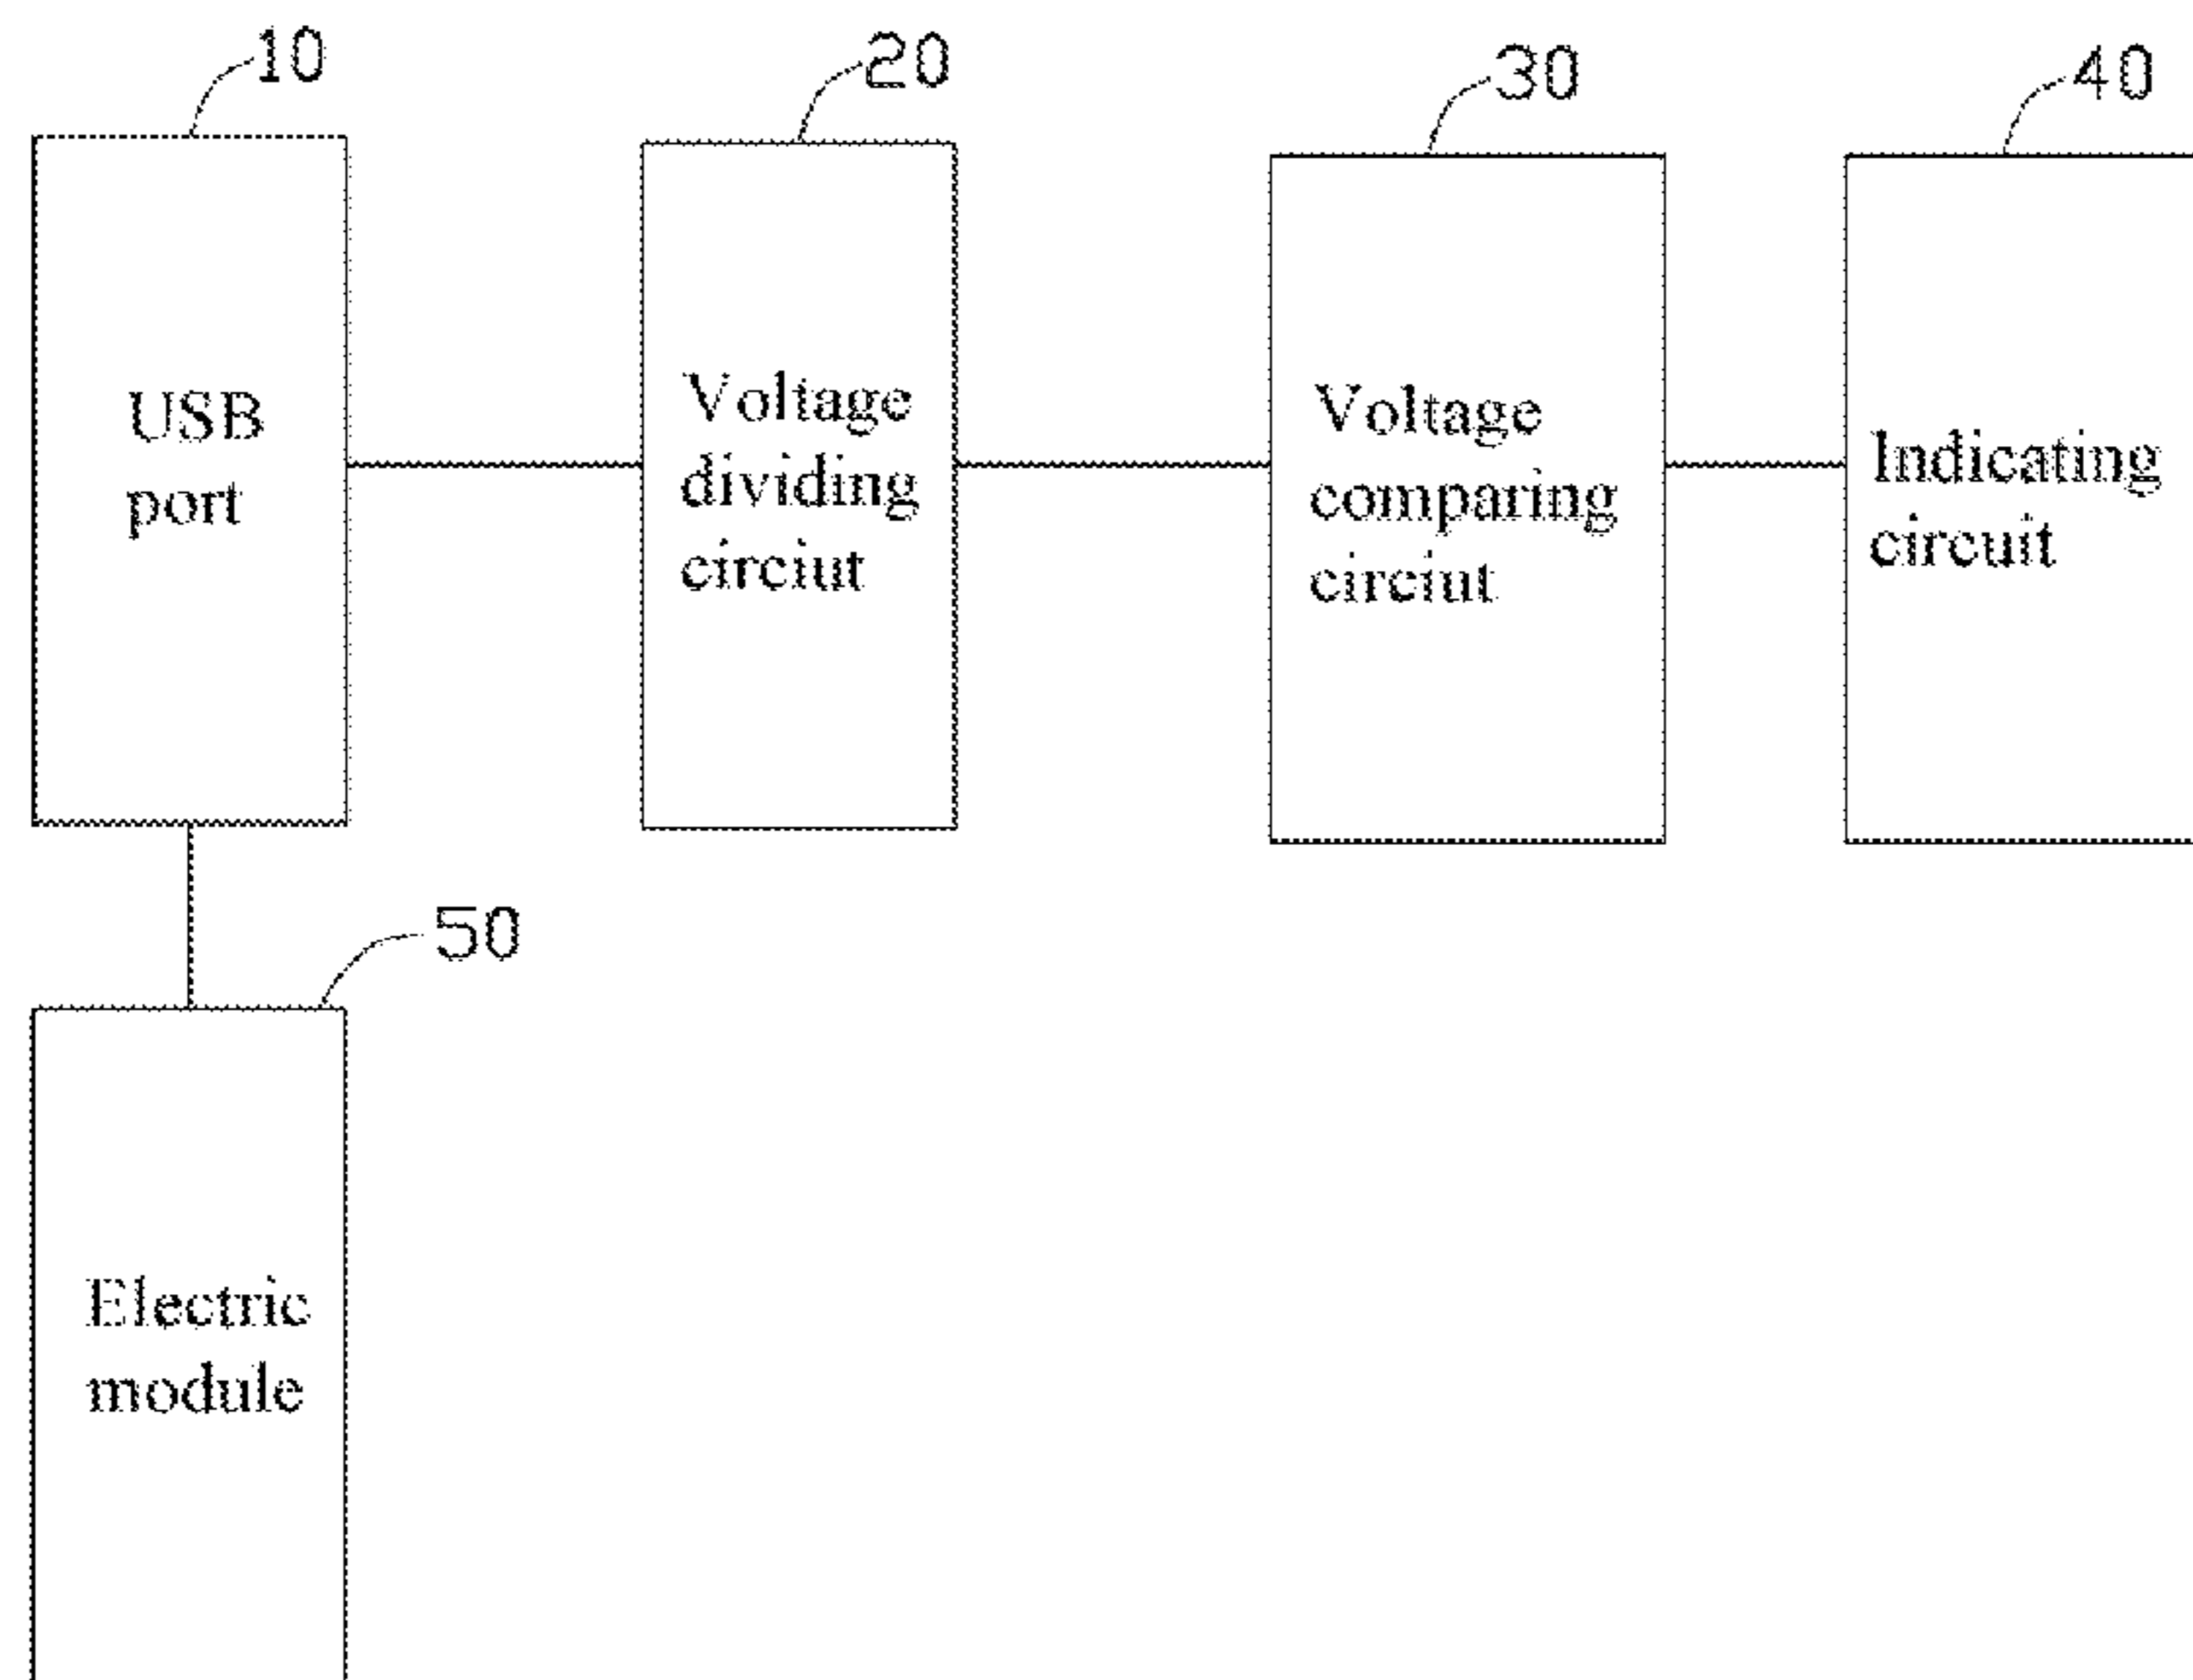 10
20
30
40
USB
port
Voltage
dividing
circiut
Voltage
comparing
circiut
Indicating
circuit
50
Electric
module